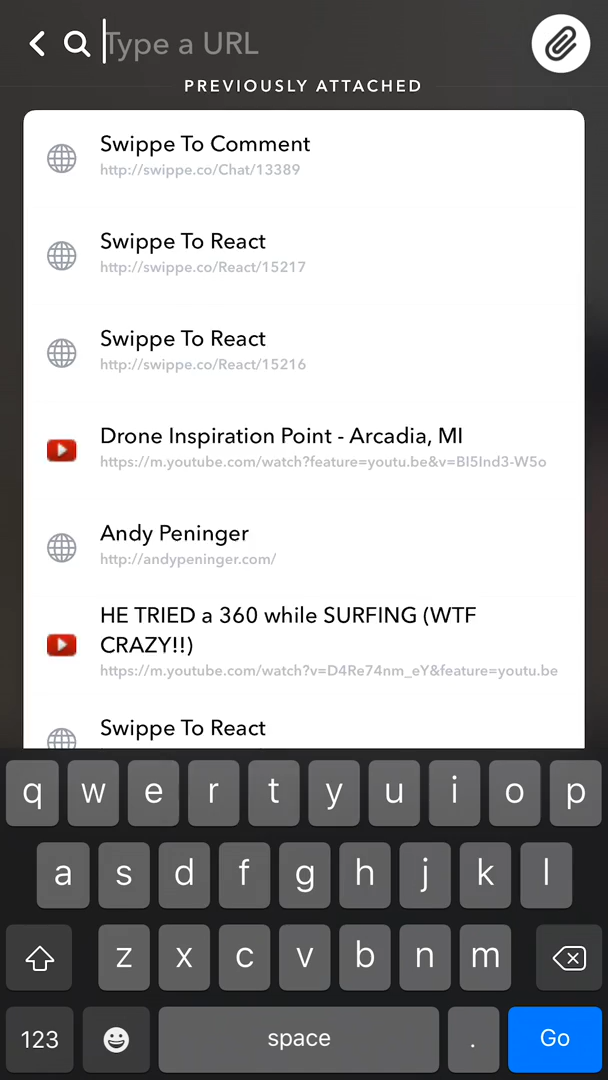 Type a URL
PREVIOUSLY ATTACHED
Swippe To Comment
http://swippe.co/Chat/13389
Swippe To React
http://swippe.co/React/15217
Swippe To React
http://swippe.co/React/15216
Drone Inspiration Point - Arcadia, MI
https://m.youtube.com/watch?feature=youtu.be&v=BI5Ind3-W5o
Andy Peninger
http://andypeninger.com/
HE TRIED a 360 while SURFING (WTF
CRAZY!!)
https://m.youtube.com/watch?v=D4Re74nm_eY&feature=youtu.be
Swippe To React
q w e r t y u i o p
a s d f g h j k l
z x c v b n m
123 space . Go